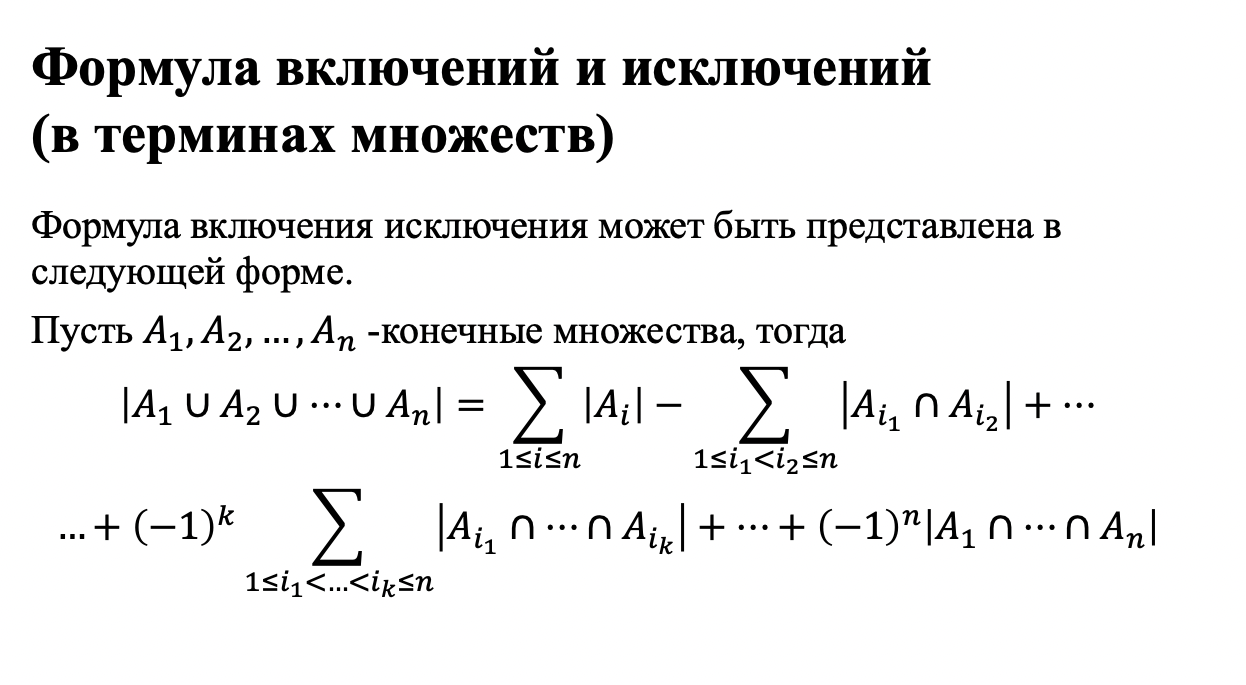 Формула включений и исключений
(в терминах множеств)
Формула включения исключения может быть представлена в
следующей форме.
Пусть A₁, A₂, …, Aₙ -конечные множества, тогда
|A₁ ∪ A₂ ∪ ⋯ ∪ Aₙ| = ∑_{1≤i≤n} |Aᵢ| − ∑_{1≤i₁<i₂≤n} |A_{i₁} ∩ A_{i₂}| + ⋯
… + (−1)^k ∑_{1≤i₁<…<i_k≤n} |A_{i₁} ∩ ⋯ ∩ A_{i_k}| + ⋯ + (−1)^n |A₁ ∩ ⋯ ∩ Aₙ|